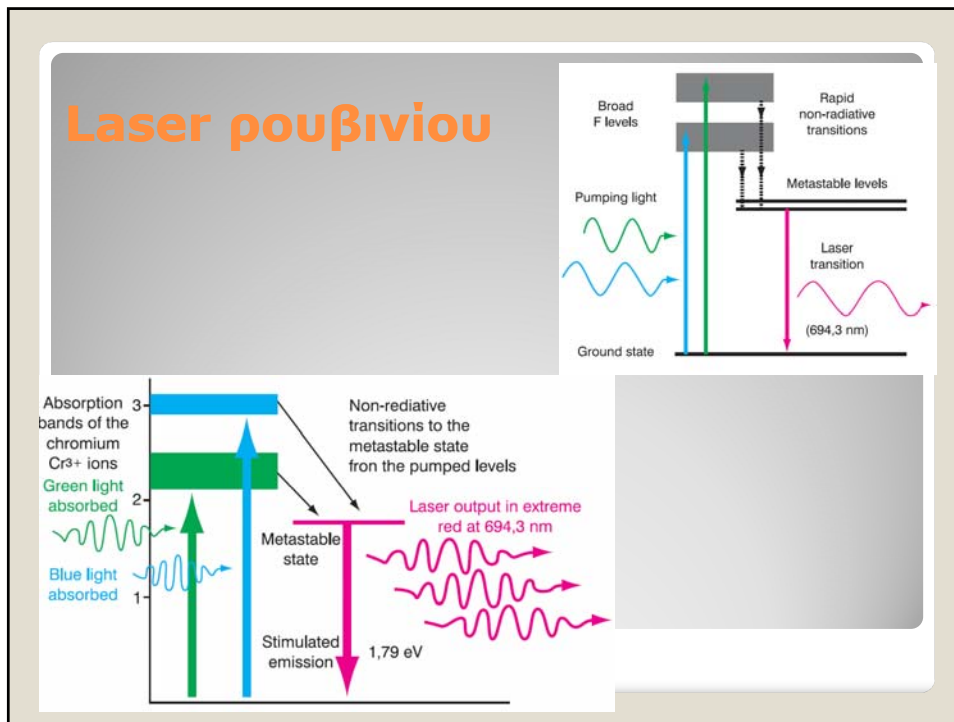 Laser ρουβινιου
Broad
F levels
Rapid
non-radiative
transitions
Metastable levels
Pumping light
Laser
transition
(694,3 nm)
Ground state
Absorption
bands of the
chromium
Cr3+ ions
Green light
absorbed
Blue light
absorbed
3
2
1
Non-rediative
transitions to the
metastable state
fron the pumped levels
Laser output in extreme
red at 694,3 nm
Metastable
state
Stimulated
emission
1,79 eV